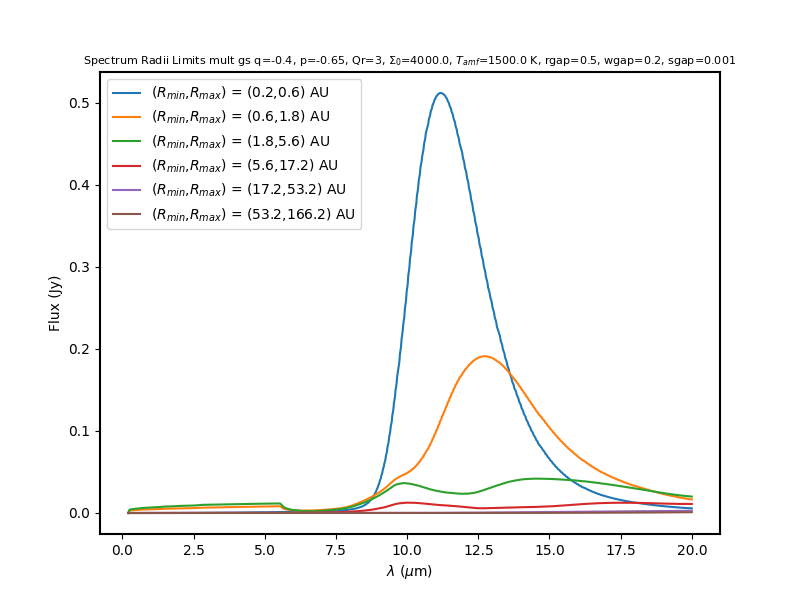 Spectrum Radii Limits mult gs q=-0.4, p=-0.65, Qr=3, Σ₀=4000.0, Tₐₘf=1500.0 K, rgap=0.5, wgap=0.2, sgap=0.001
(Rmin,Rmax) = (0.2,0.6) AU
(Rmin,Rmax) = (0.6,1.8) AU
(Rmin,Rmax) = (1.8,5.6) AU
(Rmin,Rmax) = (5.6,17.2) AU
(Rmin,Rmax) = (17.2,53.2) AU
(Rmin,Rmax) = (53.2,166.2) AU
Flux (Jy)
0.5
0.4
0.3
0.2
0.1
0.0
0.0 2.5 5.0 7.5 10.0 12.5 15.0 17.5 20.0
λ (μm)